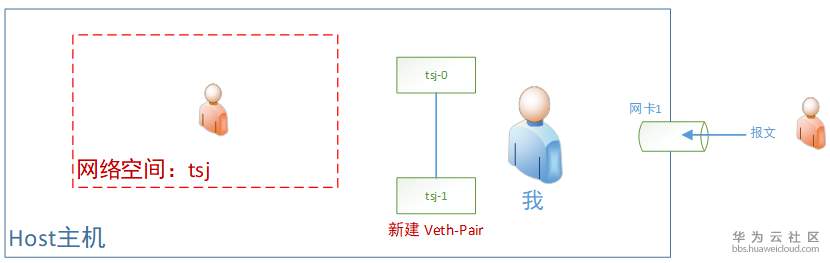 tsj-0
网卡1
报文
网络空间：tsj
tsj-1
我
新建 Veth-Pair
Host主机
华为云社区
bbs.huaweicloud.com